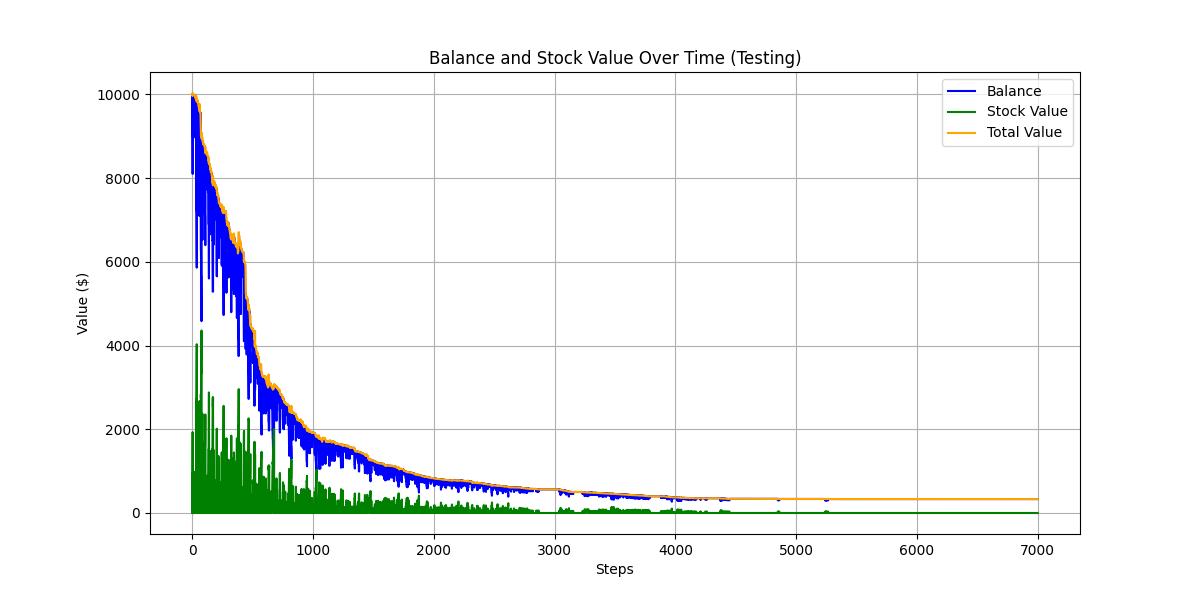 Balance and Stock Value Over Time (Testing)
Balance
Stock Value
Total Value
10000
8000
6000
4000
2000
0
Value ($)
0 1000 2000 3000 4000 5000 6000 7000
Steps